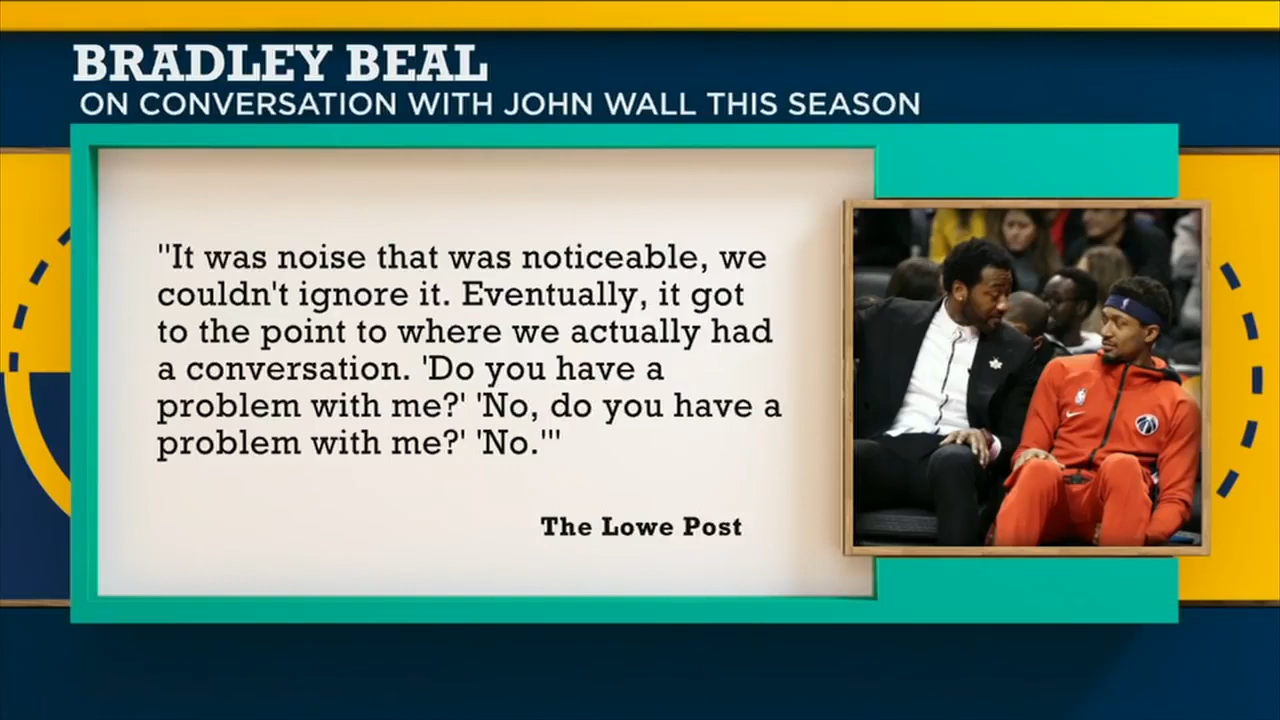 BRADLEY BEAL
ON CONVERSATION WITH JOHN WALL THIS SEASON
"It was noise that was noticeable, we
couldn't ignore it. Eventually, it got
to the point to where we actually had
a conversation. 'Do you have a
problem with me?' 'No, do you have a
problem with me?' 'No.'"
The Lowe Post